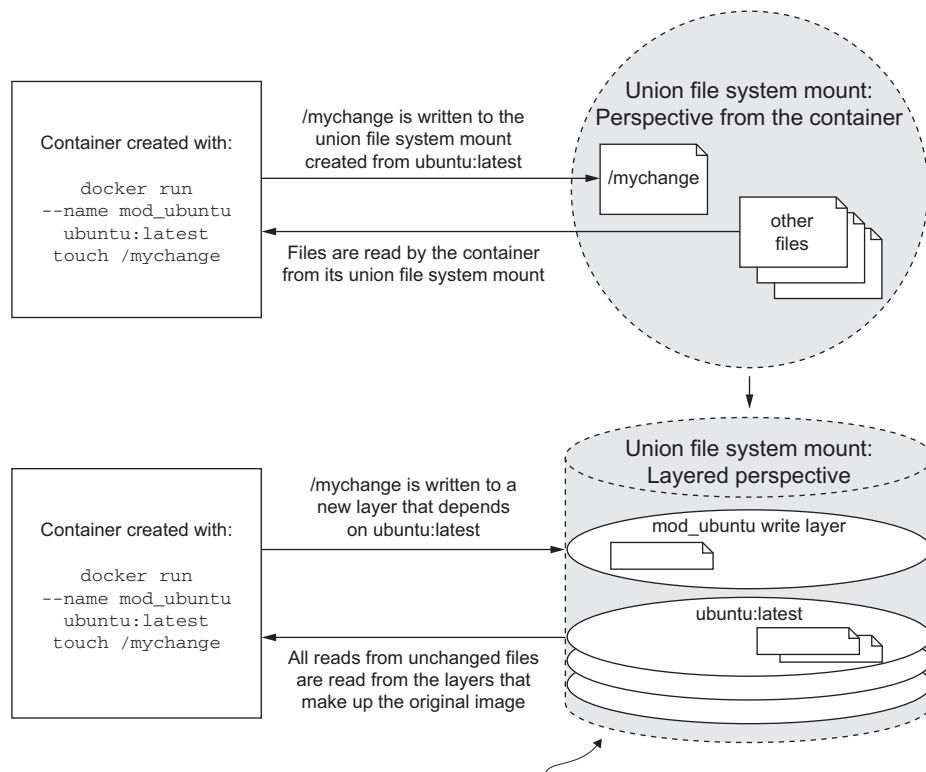 Container created with:
docker run
--name mod_ubuntu
ubuntu:latest
touch /mychange
/mychange is written to the
union file system mount
created from ubuntu:latest
Files are read by the container
from its union file system mount
Union file system mount:
Perspective from the container
/mychange
other
files
Container created with:
docker run
--name mod_ubuntu
ubuntu:latest
touch /mychange
/mychange is written to a
new layer that depends
on ubuntu:latest
All reads from unchanged files
are read from the layers that
make up the original image
Union file system mount:
Layered perspective
mod_ubuntu write layer
ubuntu:latest